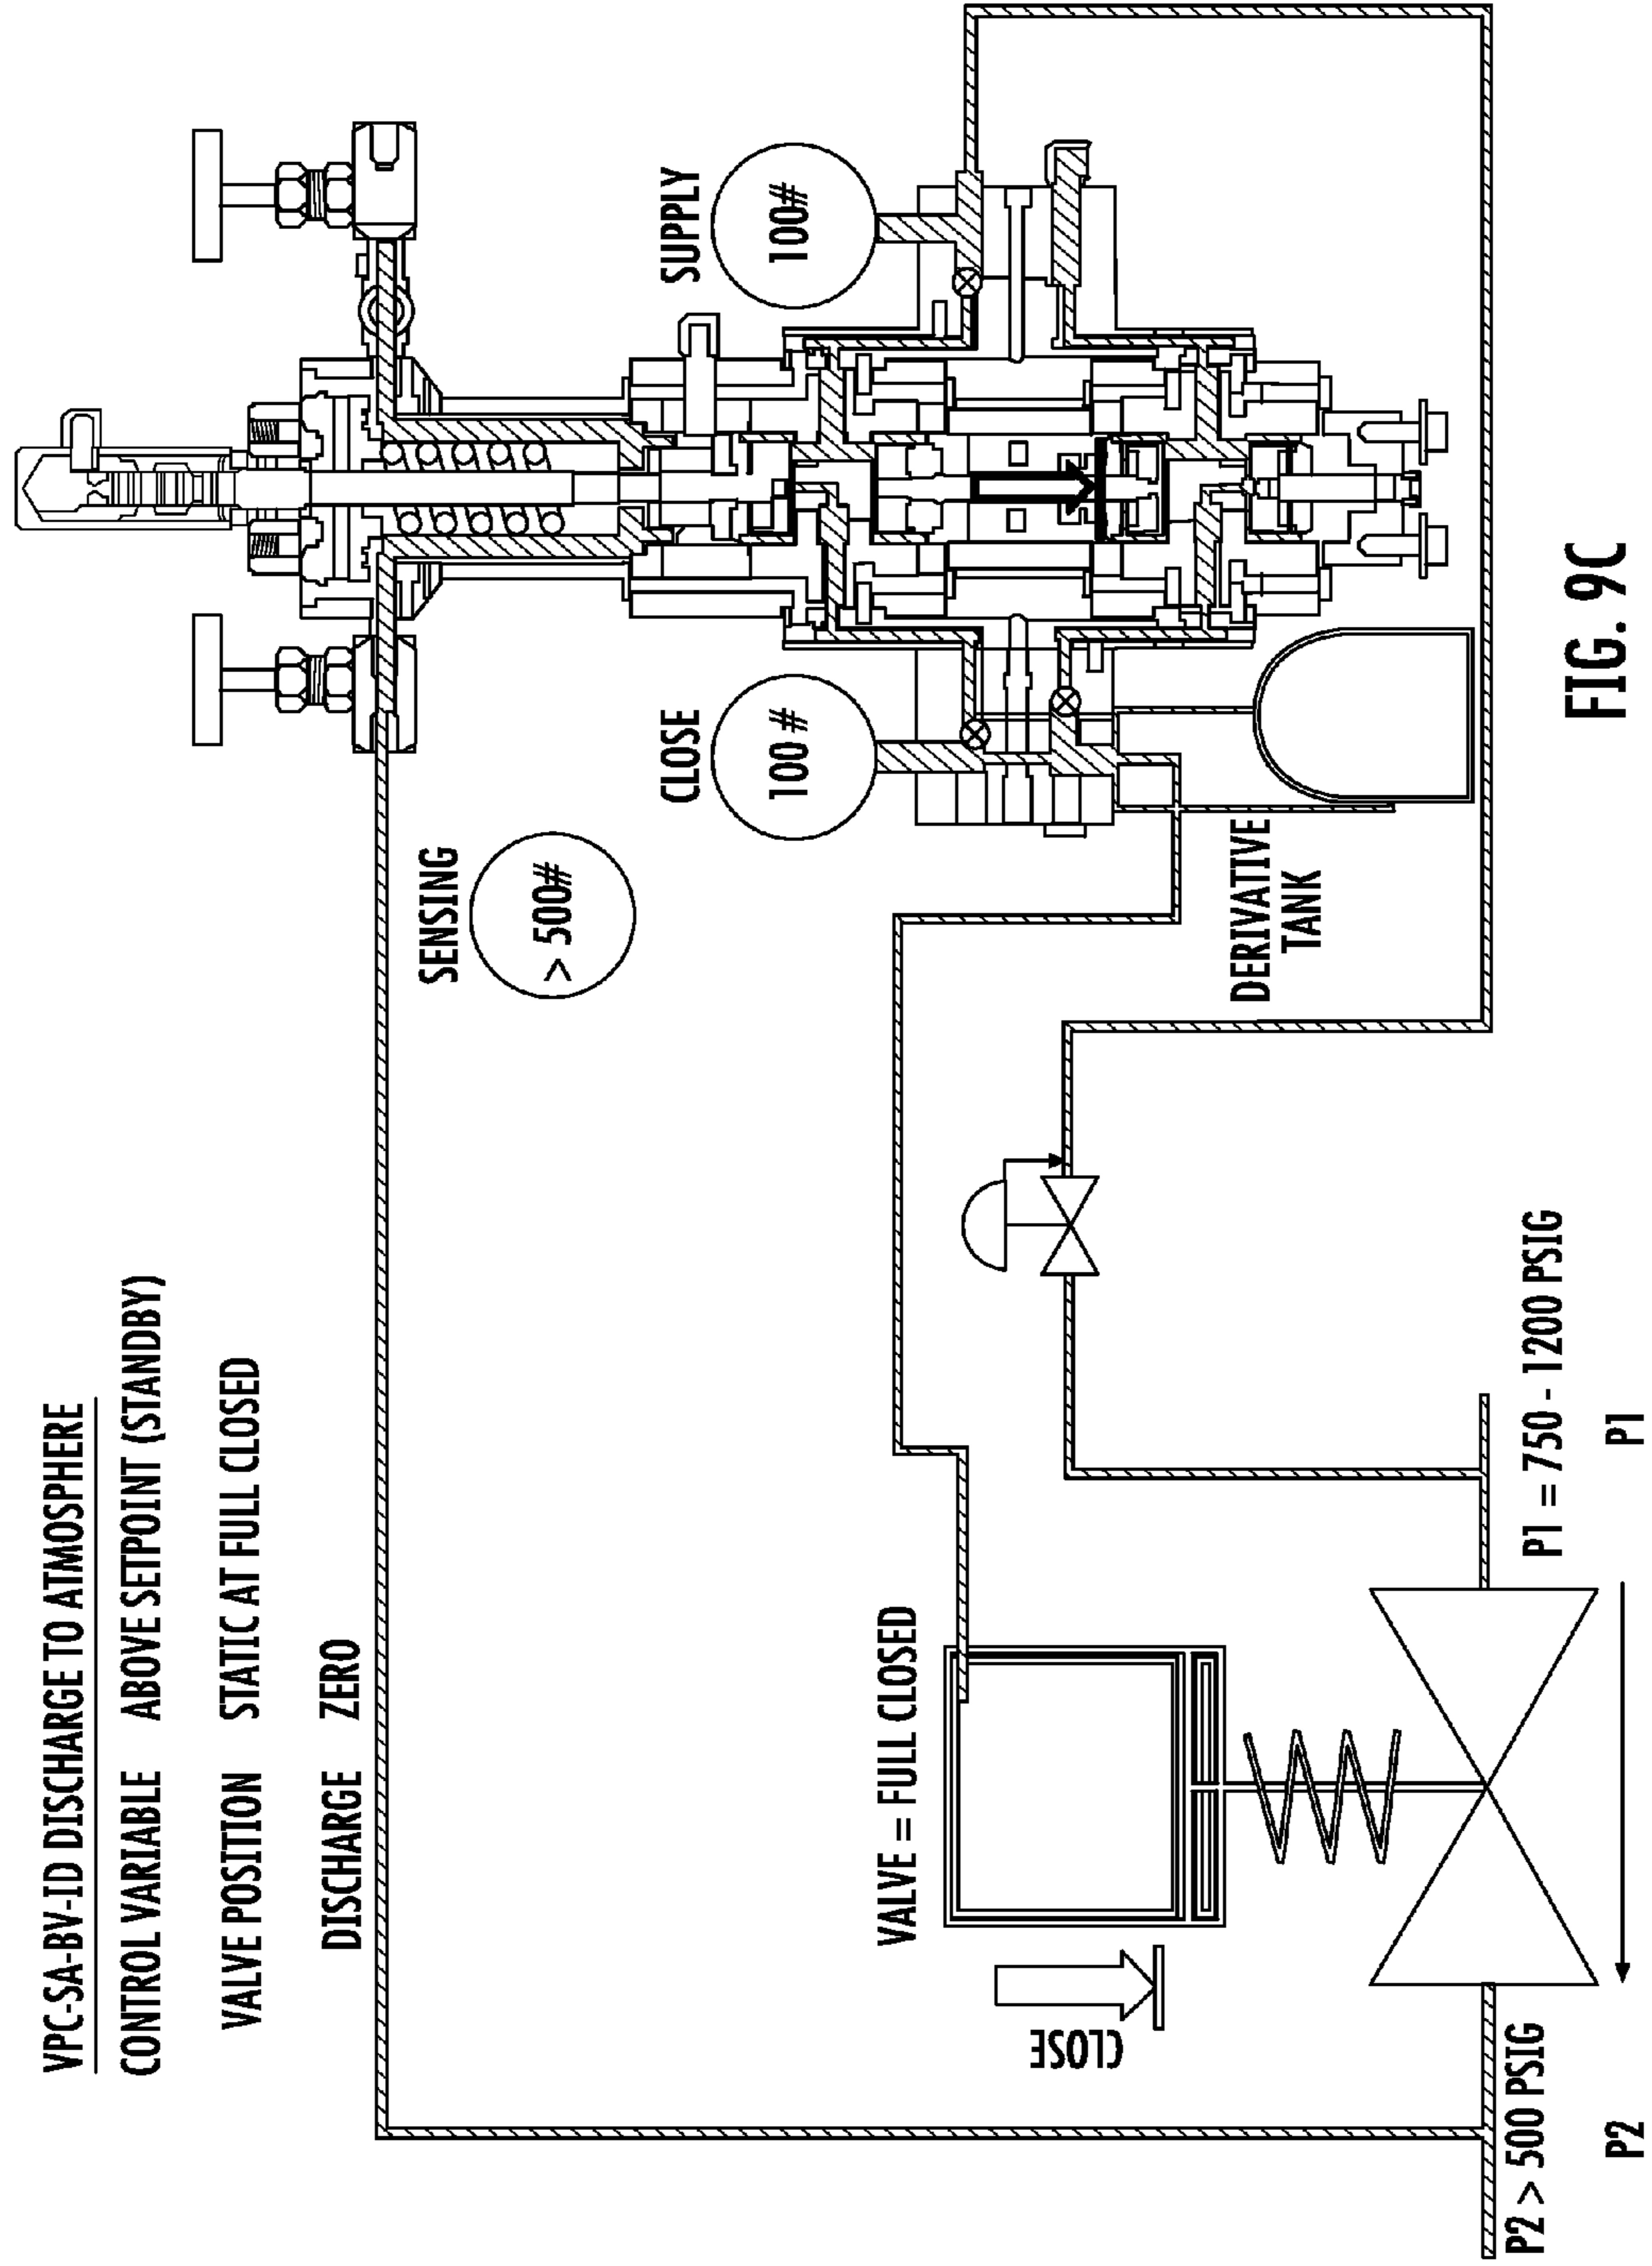 VPC-SA-BV-ID DISCHARGE TO ATMOSPHERE
CONTROL VARIABLE ABOVE SETPOINT (STANDBY)
VALVE POSITION STATIC AT FULL CLOSED
DISCHARGE ZERO
SENSING
> 500#
CLOSE
100#
SUPPLY
100#
VALVE = FULL CLOSED
CLOSE
DERIVATIVE
TANK
P2 > 500 PSIG
P1 = 750 - 1200 PSIG
P2
P1
FIG. 9C